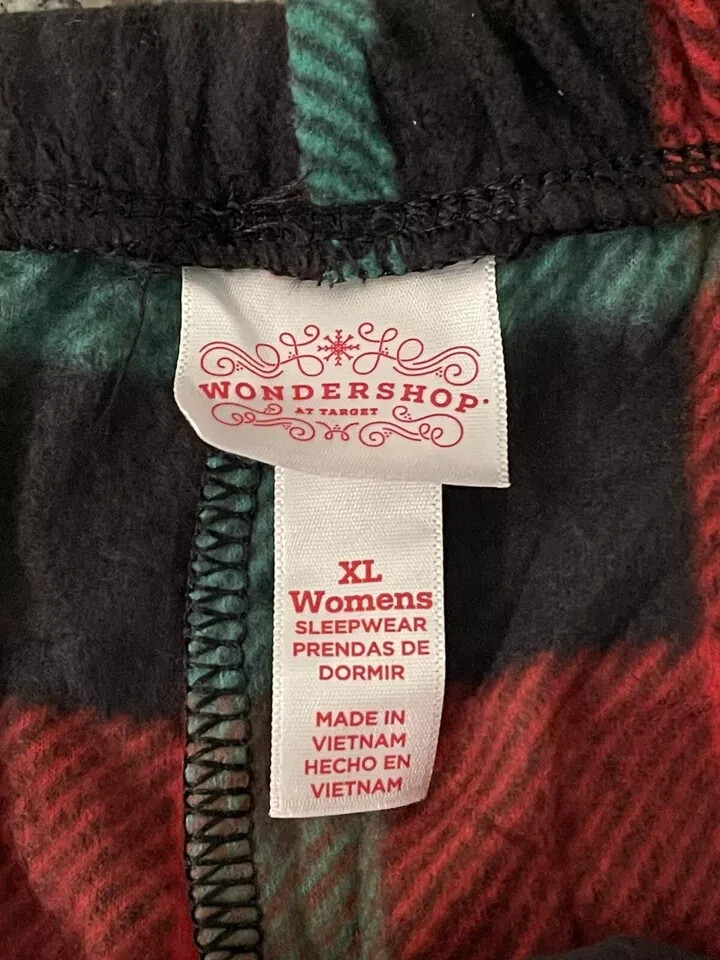 WONDERSHOP
AT TARGET
XL
Womens
SLEEPWEAR
PRENDAS DE
DORMIR
MADE IN
VIETNAM
HECHO EN
VIETNAM